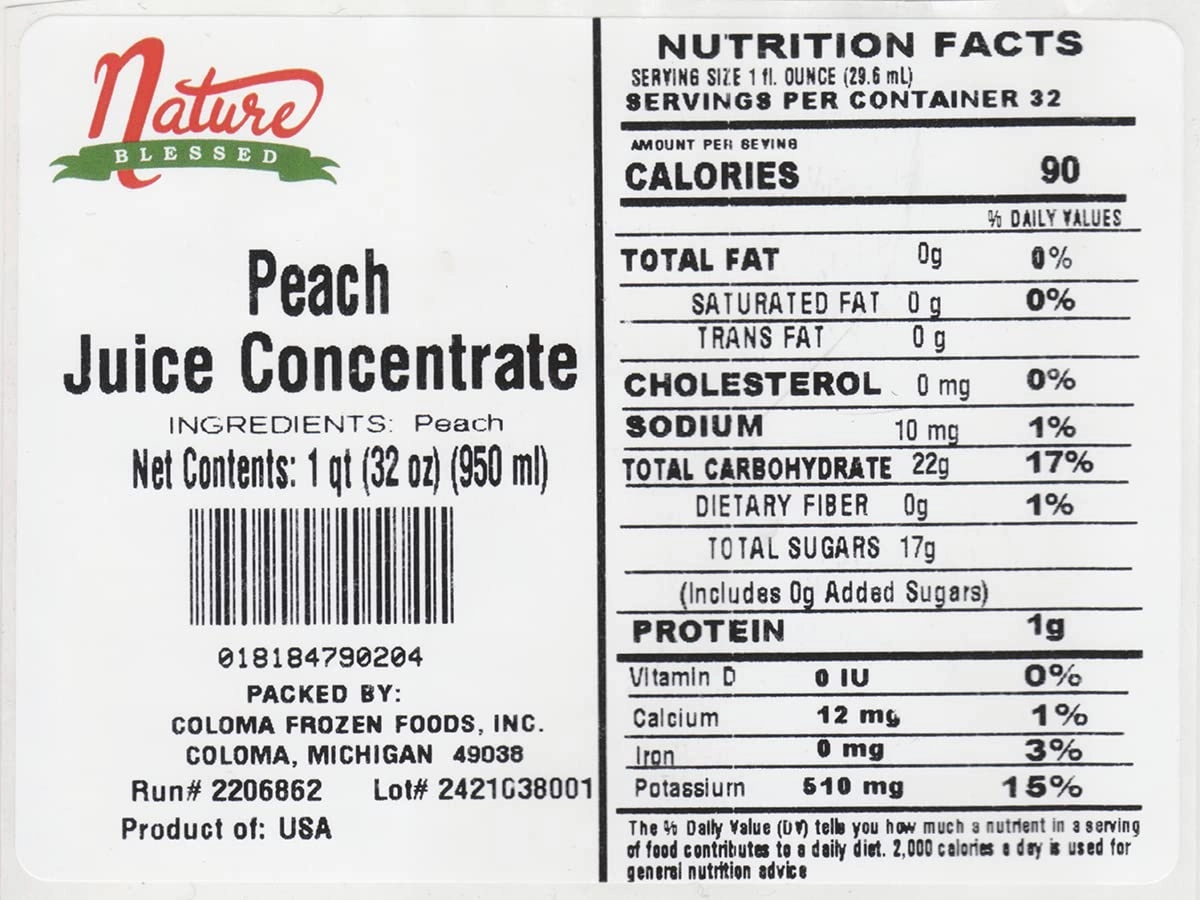 Nature
BLESSED
Peach
Juice Concentrate
INGREDIENTS: Peach
Net Contents: 1 qt (32 oz) (950 ml)
018184790204
PACKED BY:
COLOMA FROZEN FOODS, INC.
COLOMA, MICHIGAN 49038
Run# 2206862 Lot# 2421038001
Product of: USA
NUTRITION FACTS
SERVING SIZE 1 fl. OUNCE (29.6 mL)
SERVINGS PER CONTAINER 32
AMOUNT PER SEVING
CALORIES 90
% DAILY VALUES
TOTAL FAT 0g 0%
SATURATED FAT 0 g 0%
TRANS FAT 0 g
CHOLESTEROL 0 mg 0%
SODIUM 10 mg 1%
TOTAL CARBOHYDRATE 22g 17%
DIETARY FIBER 0g 1%
TOTAL SUGARS 17g
(Includes 0g Added Sugars)
PROTEIN 1g
Vitamin D 0 IU 0%
Calcium 12 mg 1%
Iron 0 mg 3%
Potassium 510 mg 15%
The % Daily Value (DV) tells you how much a nutrient in a serving
of food contributes to a daily diet. 2,000 calories a day is used for
general nutrition advice